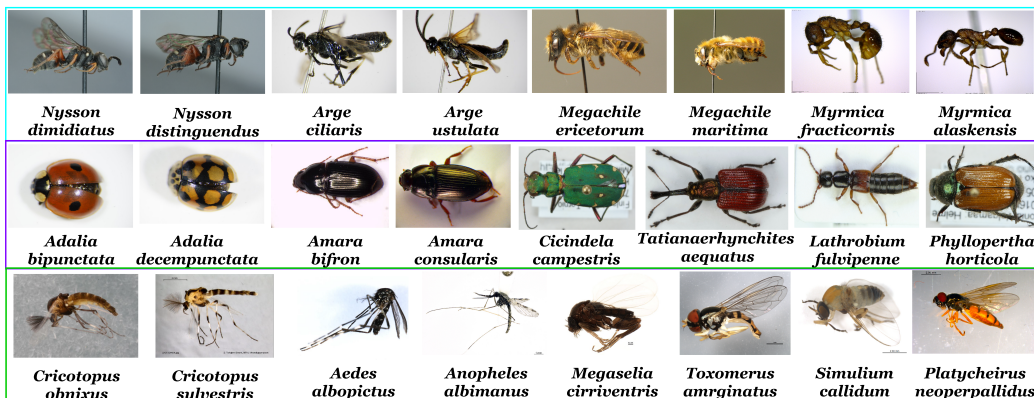 Nysson dimidiatus
Nysson distinguendus
Arge ciliaris
Arge ustulata
Megachile ericetorum
Megachile maritima
Myrmica fracticornis
Myrmica alaskensis
Adalia bipunctata
Adalia decempunctata
Amara bifron
Amara consularis
Cicindela campestris
Tatianaerhynchites aequatus
Lathrobium fulvipenne
Phyllopertha horticola
Cricotopus obnixus
Cricotopus sylvestris
Aedes albopictus
Anopheles albimanus
Megaselia cirriventris
Toxomerus amrginatus
Simulium callidum
Platycheirus neoperpallidus